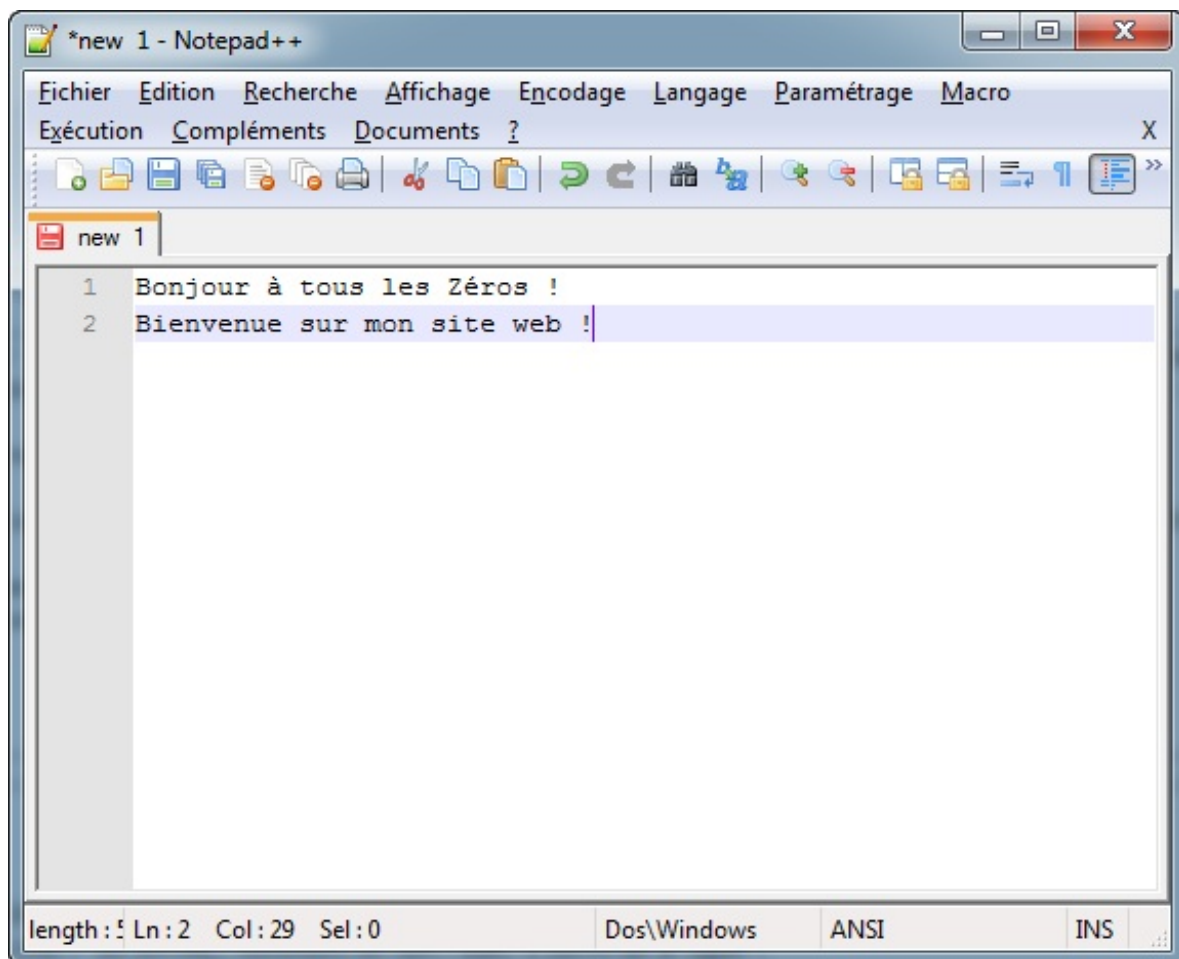 *new 1 - Notepad++
Fichier Edition Recherche Affichage Encodage Langage Paramétrage Macro
Exécution Compléments Documents ? X
new 1
1 Bonjour à tous les Zéros !
2 Bienvenue sur mon site web !
length : Ln : 2 Col : 29 Sel : 0 Dos\Windows ANSI INS